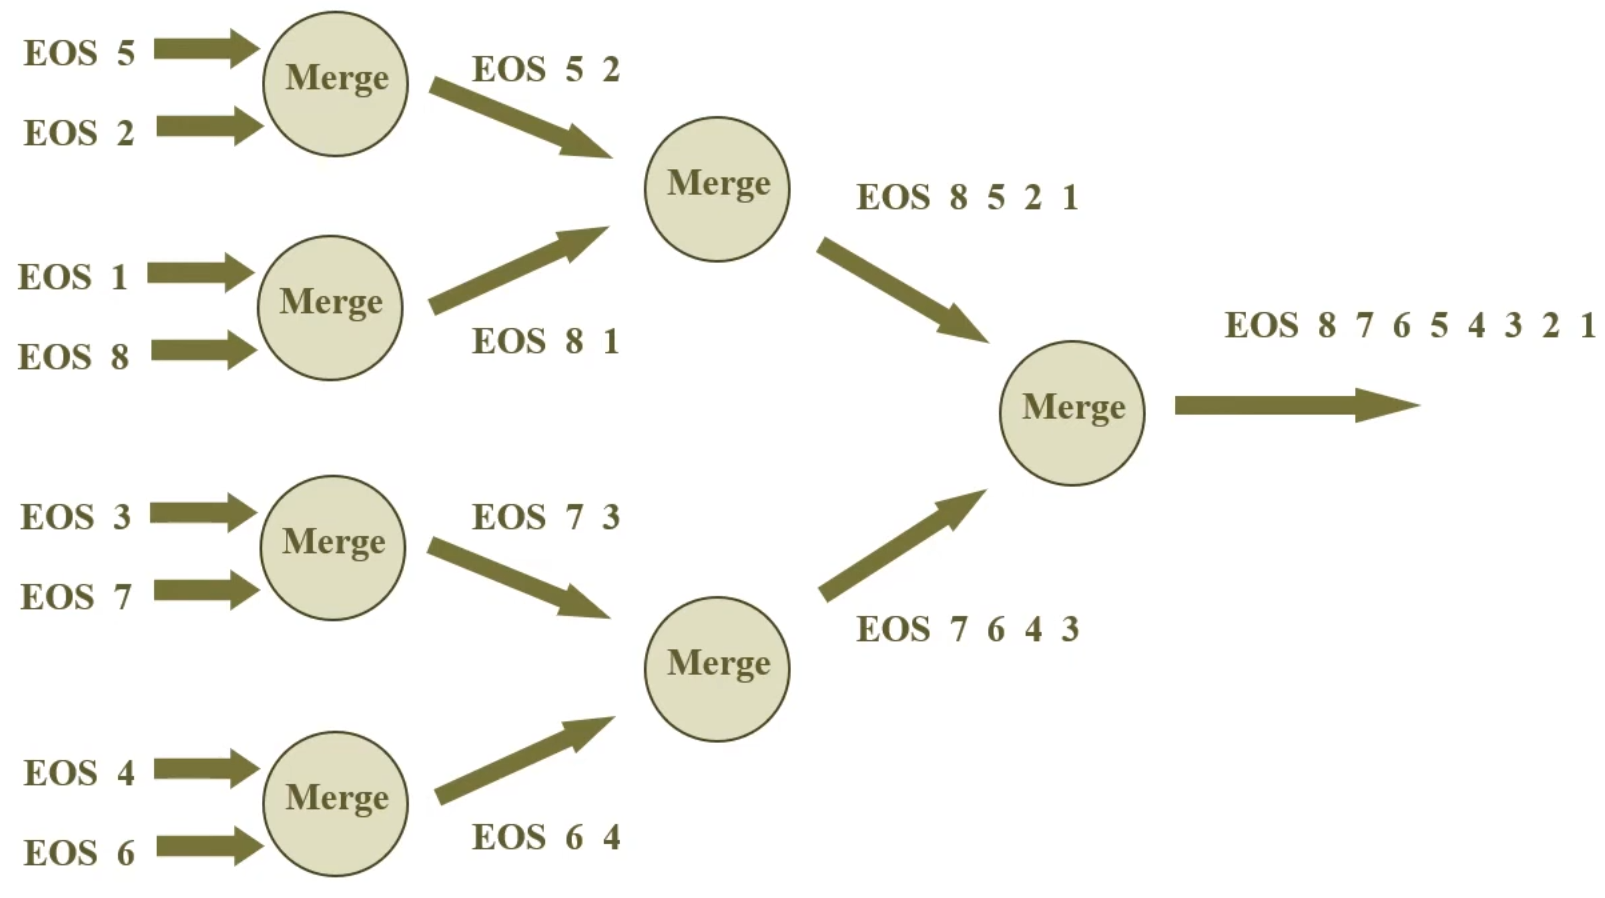 EOS 5
EOS 2
Merge
EOS 5 2
EOS 1
EOS 8
Merge
EOS 8 1
Merge
EOS 8 5 2 1
EOS 3
EOS 7
Merge
EOS 7 3
EOS 4
EOS 6
Merge
EOS 6 4
Merge
EOS 7 6 4 3
Merge
EOS 8 7 6 5 4 3 2 1